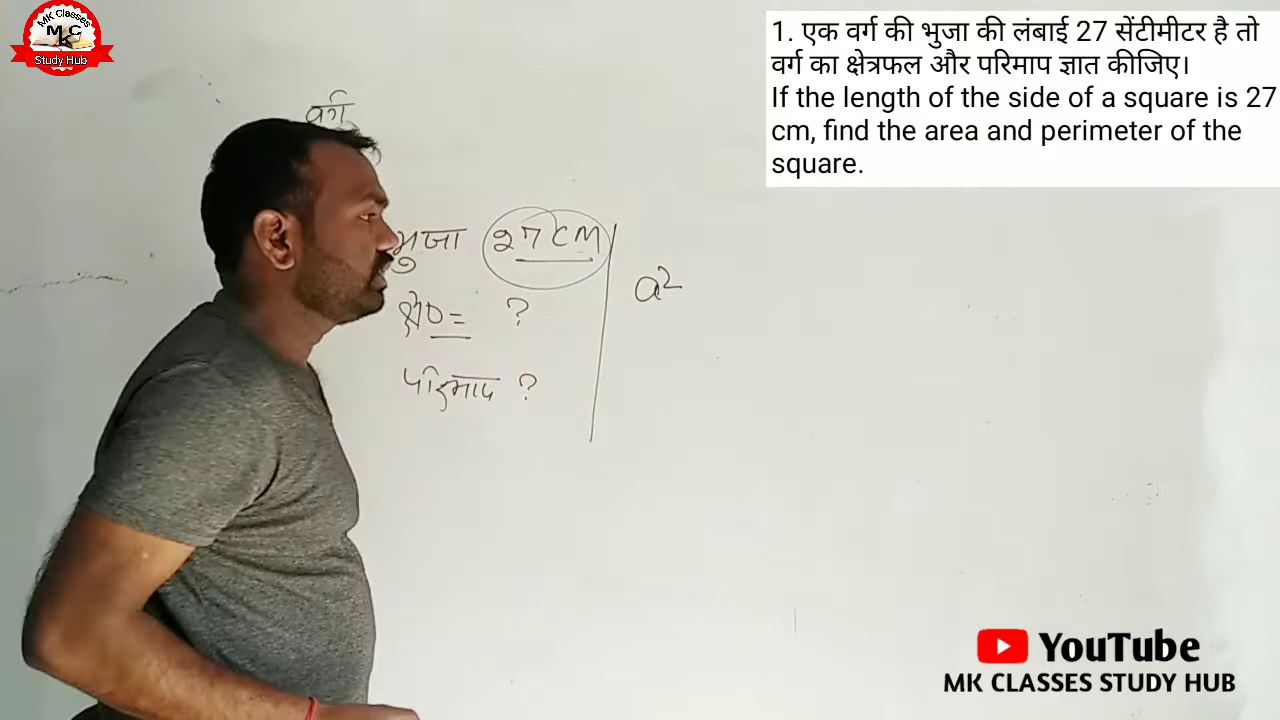 MK Classes
M K C
Study Hub
1. एक वर्ग की भुजा की लंबाई 27 सेंटीमीटर है तो
वर्ग का क्षेत्रफल और परिमाप ज्ञात कीजिए।
If the length of the side of a square is 27
cm, find the area and perimeter of the
square.
वर्ग
भुजा 27 CM
क्षे० = ?
परिमाप ?
a²
YouTube
MK CLASSES STUDY HUB